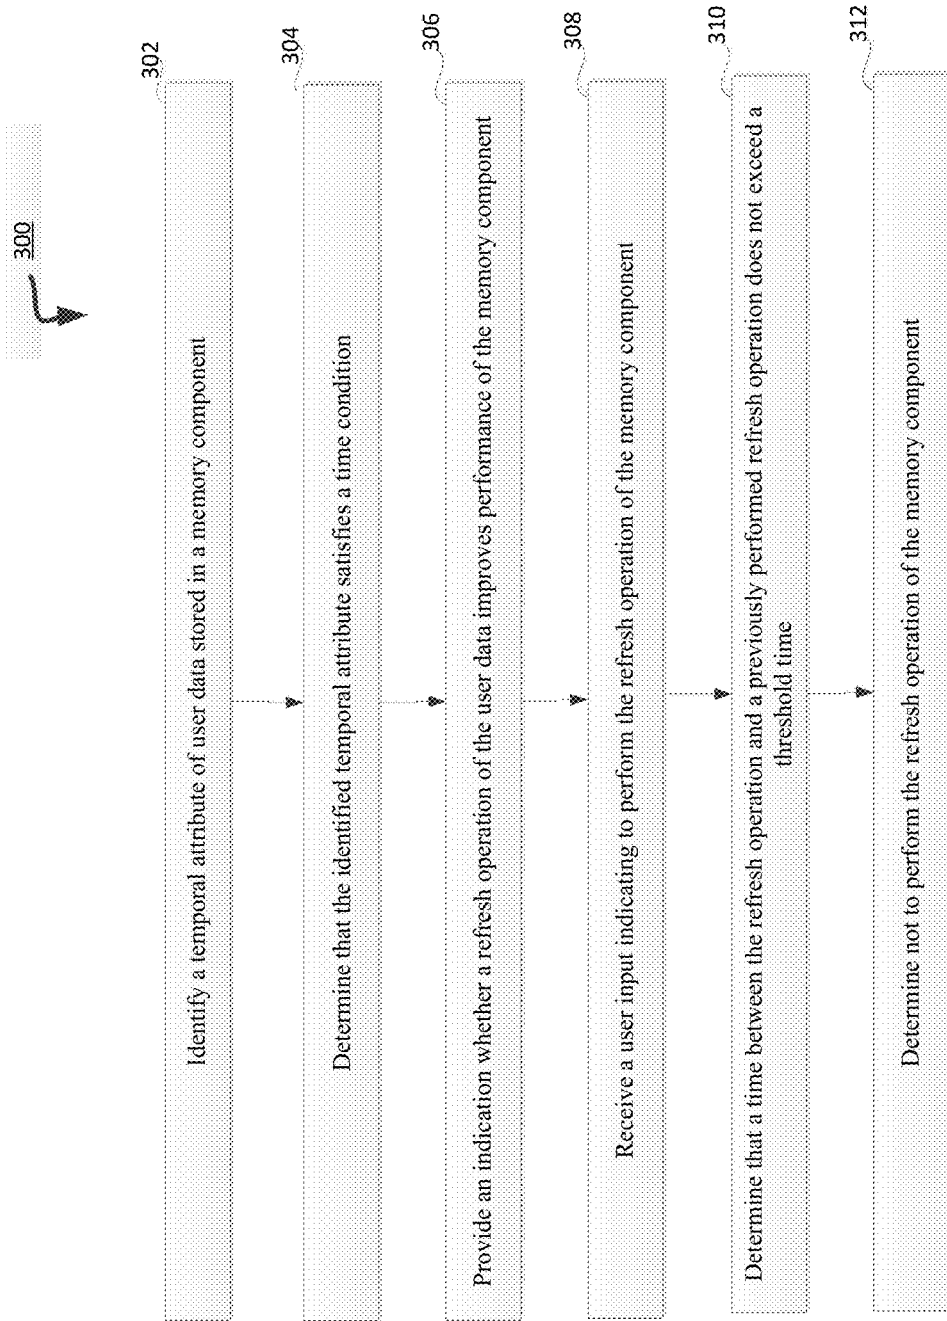 300
302
Identify a temporal attribute of user data stored in a memory component
304
Determine that the identified temporal attribute satisfies a time condition
306
Provide an indication whether a refresh operation of the user data improves performance of the memory component
308
Receive a user input indicating to perform the refresh operation of the memory component
310
Determine that a time between the refresh operation and a previously performed refresh operation does not exceed a
threshold time
312
Determine not to perform the refresh operation of the memory component